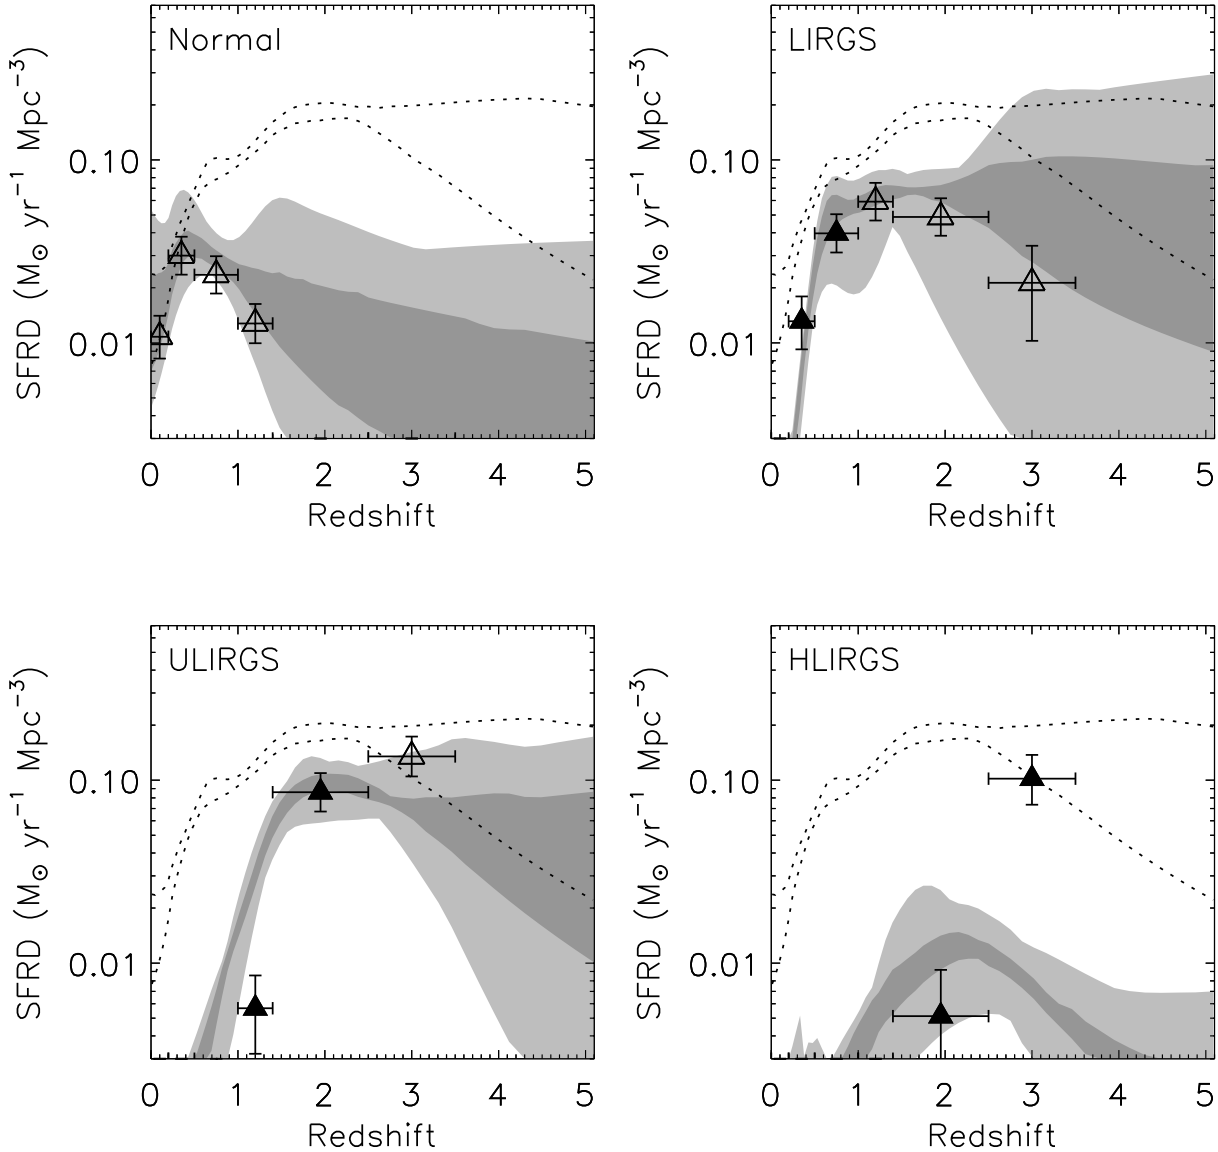 Normal
SFRD (M⊙ yr⁻¹ Mpc⁻³)
0.10
0.01
0 1 2 3 4 5
Redshift
LIRGS
SFRD (M⊙ yr⁻¹ Mpc⁻³)
0.10
0.01
0 1 2 3 4 5
Redshift
ULIRGS
SFRD (M⊙ yr⁻¹ Mpc⁻³)
0.10
0.01
0 1 2 3 4 5
Redshift
HLIRGS
SFRD (M⊙ yr⁻¹ Mpc⁻³)
0.10
0.01
0 1 2 3 4 5
Redshift